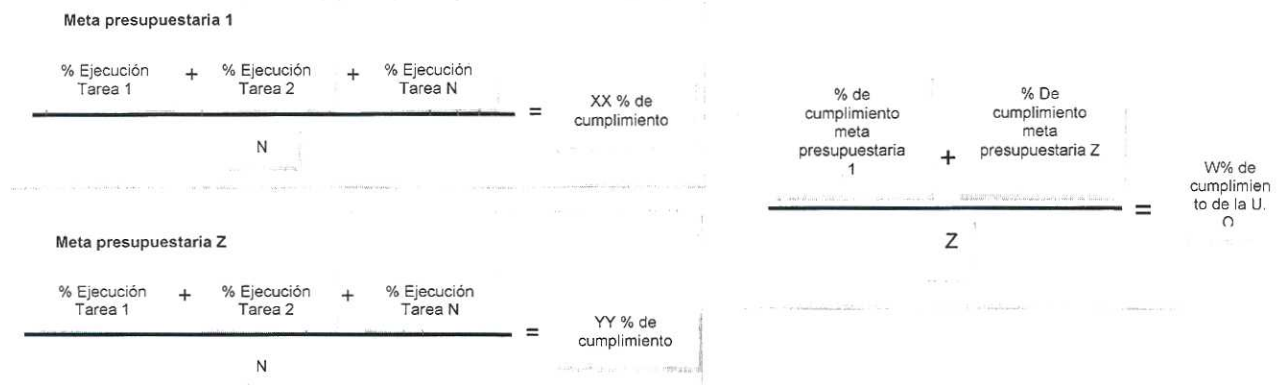 Meta presupuestaria 1
% Ejecución + % Ejecución + % Ejecución
Tarea 1 Tarea 2 Tarea N
= XX % de
cumplimiento
N
Meta presupuestaria Z
% Ejecución + % Ejecución + % Ejecución
Tarea 1 Tarea 2 Tarea N
= YY % de
cumplimiento
N
% de
cumplimiento
meta
presupuestaria
1
+
% De
cumplimiento
meta
presupuestaria Z
Z
=
W% de
cumplimien
to de la U.
O